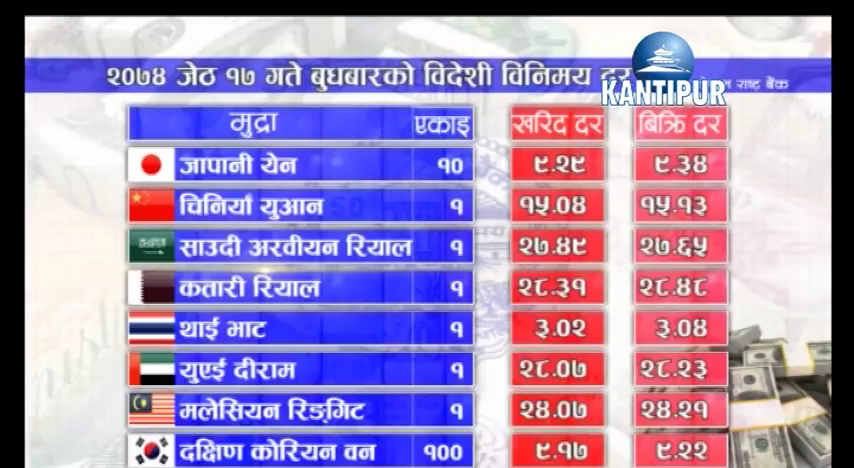 २०७४ जेठ १७ गते बुधबारको विदेशी विनिमय दर
KANTIPUR
राष्ट्र बैंक
मुद्रा एकाइ खरिद दर बिक्रि दर
जापानी येन १० ९.२९ ९.३४
चिनियाँ युआन १ १५.०४ १५.१३
साउदी अरवीयन रियाल १ २७.४९ २७.६५
कतारी रियाल १ २८.३१ २८.४८
थाई भाट १ ३.०२ ३.०४
युएई दीराम १ २८.०७ २८.२३
मलेसियन रिङ्गिट १ २४.०७ २४.२१
दक्षिण कोरियन वन १०० ९.१७ ९.२२